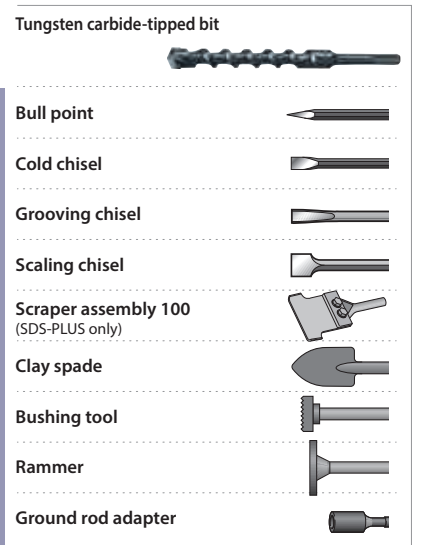 Tungsten carbide-tipped bit
Bull point
Cold chisel
Grooving chisel
Scaling chisel
Scraper assembly 100
(SDS-PLUS only)
Clay spade
Bushing tool
Rammer
Ground rod adapter